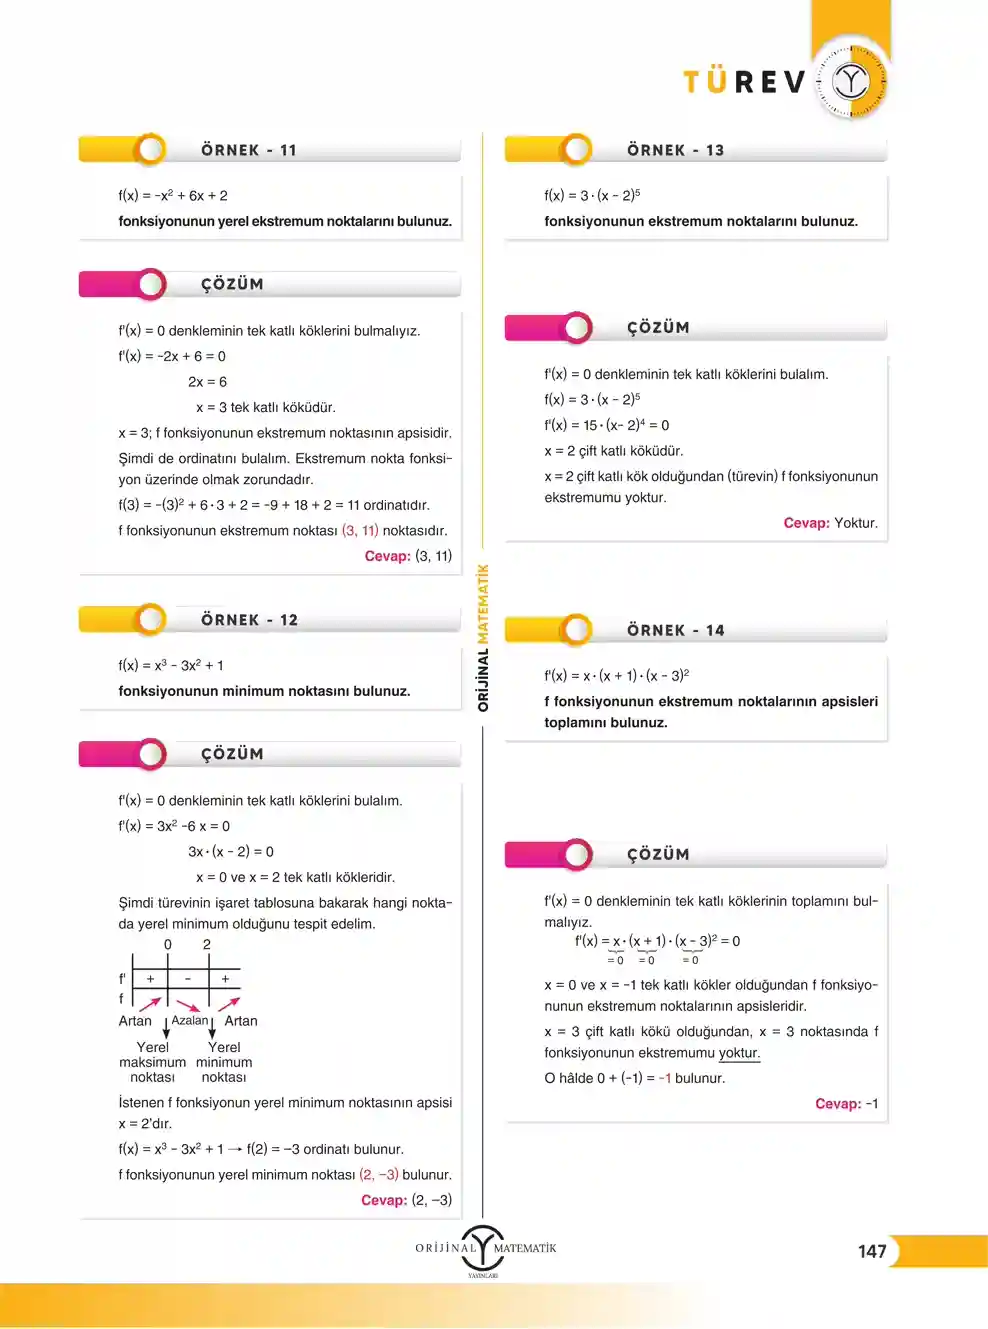 TÜREV
ÖRNEK - 11
f(x) = -x² + 6x + 2
fonksiyonunun yerel ekstremum noktalarını bulunuz.
ÇÖZÜM
f'(x) = 0 denkleminin tek katlı köklerini bulmalıyız.
f'(x) = -2x + 6 = 0
2x = 6
x = 3 tek katlı köküdür.
x = 3; f fonksiyonunun ekstremum noktasının apsisidir.
Şimdi de ordinatını bulalım. Ekstremum nokta fonksi-
yon üzerinde olmak zorundadır.
f(3) = -(3)² + 6·3 + 2 = -9 + 18 + 2 = 11 ordinatıdır.
f fonksiyonunun ekstremum noktası (3, 11) noktasıdır.
Cevap: (3, 11)
ÖRNEK - 12
f(x) = x³ - 3x² + 1
fonksiyonunun minimum noktasını bulunuz.
ÇÖZÜM
f'(x) = 0 denkleminin tek katlı köklerini bulalım.
f'(x) = 3x² -6 x = 0
3x·(x - 2) = 0
x = 0 ve x = 2 tek katlı kökleridir.
Şimdi türevinin işaret tablosuna bakarak hangi nokta-
da yerel minimum olduğunu tespit edelim.
0 2
f' + - +
f
Artan Azalan Artan
Yerel Yerel
maksimum minimum
noktası noktası
İstenen f fonksiyonun yerel minimum noktasının apsisi
x = 2'dır.
f(x) = x³ - 3x² + 1 → f(2) = -3 ordinatı bulunur.
f fonksiyonunun yerel minimum noktası (2, -3) bulunur.
Cevap: (2, -3)
ORİJİNAL MATEMATİK
ÖRNEK - 13
f(x) = 3·(x - 2)⁵
fonksiyonunun ekstremum noktalarını bulunuz.
ÇÖZÜM
f'(x) = 0 denkleminin tek katlı köklerini bulalım.
f(x) = 3·(x - 2)⁵
f'(x) = 15·(x- 2)⁴ = 0
x = 2 çift katlı köküdür.
x = 2 çift katlı kök olduğundan (türevin) f fonksiyonunun
ekstremumu yoktur.
Cevap: Yoktur.
ÖRNEK - 14
f'(x) = x·(x + 1)·(x - 3)²
f fonksiyonunun ekstremum noktalarının apsisleri
toplamını bulunuz.
ÇÖZÜM
f'(x) = 0 denkleminin tek katlı köklerinin toplamını bul-
malıyız.
f'(x) = x·(x + 1)·(x - 3)² = 0
= 0 = 0 = 0
x = 0 ve x = -1 tek katlı kökler olduğundan f fonksiyo-
nunun ekstremum noktalarının apsisleridir.
x = 3 çift katlı kökü olduğundan, x = 3 noktasında f
fonksiyonunun ekstremumu yoktur.
O hâlde 0 + (-1) = -1 bulunur.
Cevap: -1
ORİJİNAL MATEMATİK
YAYINLARI
147